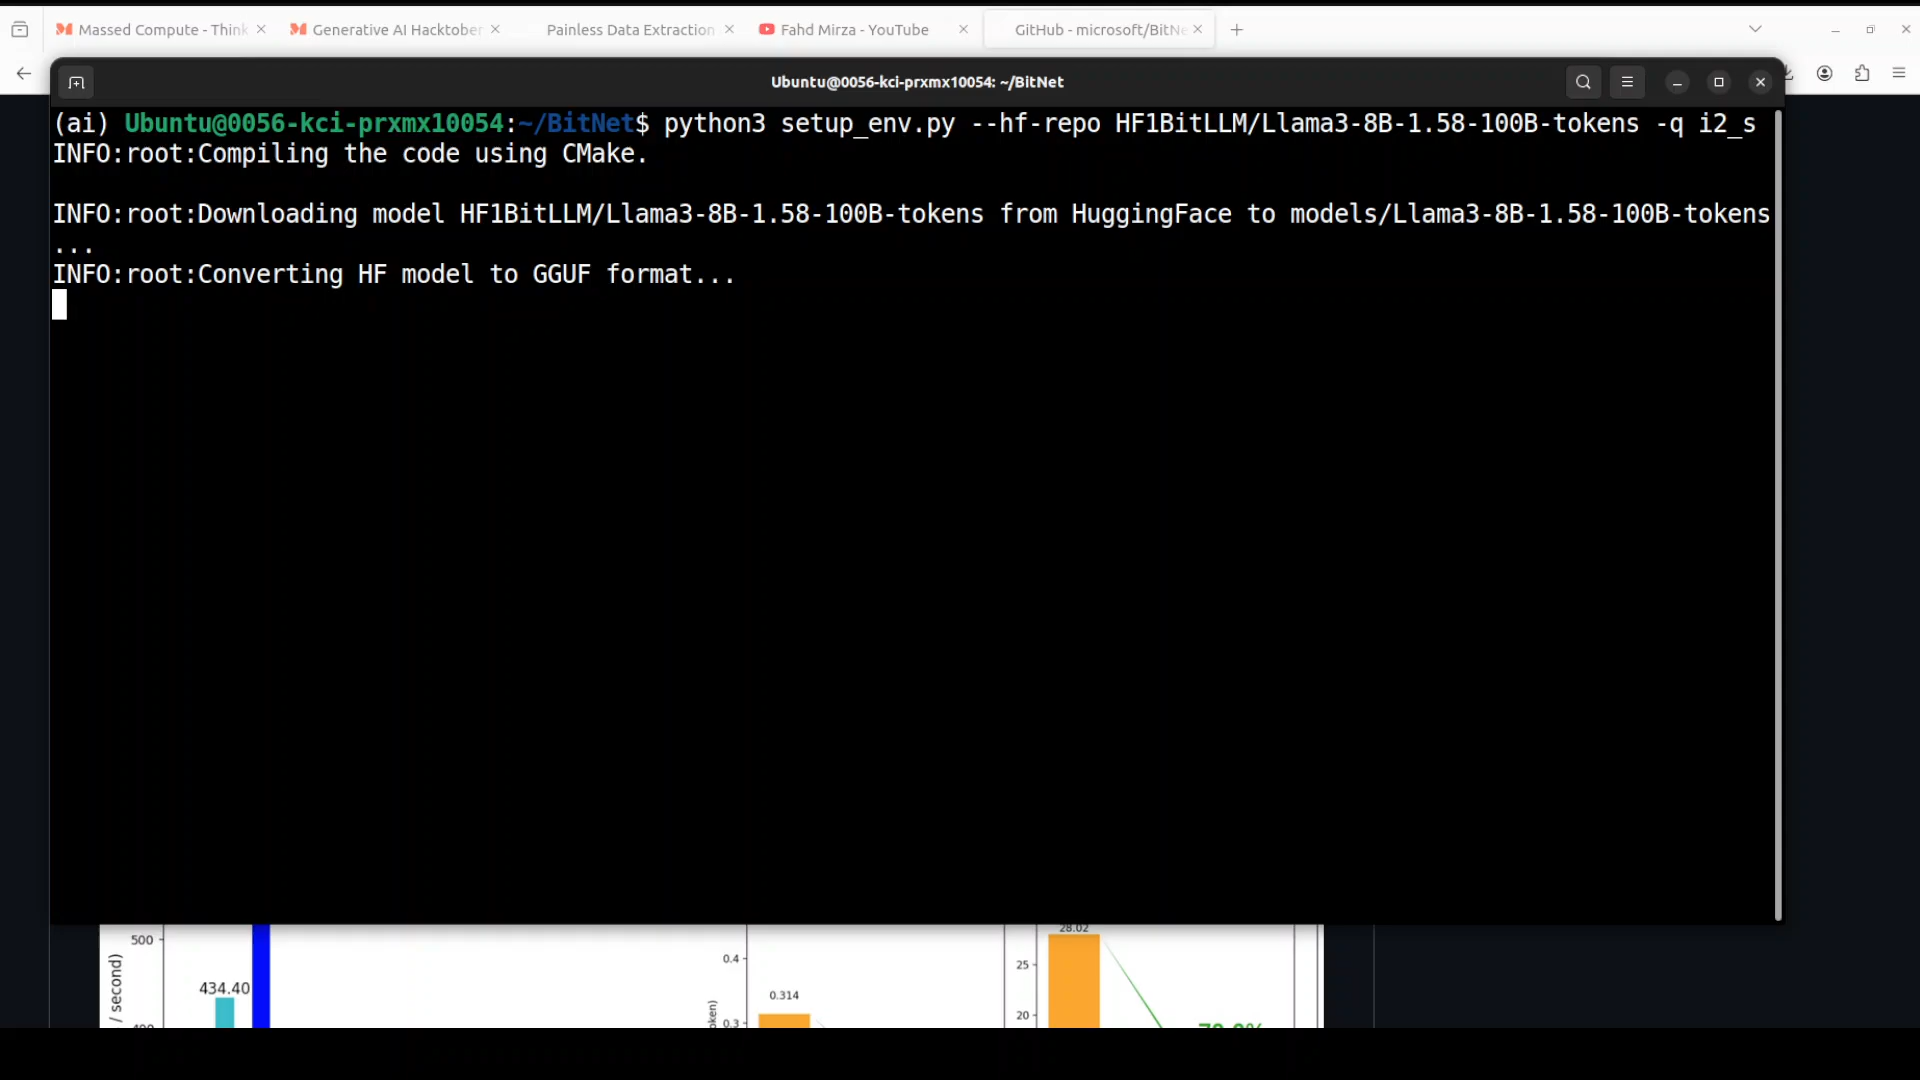 Massed Compute - Think
Generative AI Hacktober
Painless Data Extraction
Fahd Mirza - YouTube
GitHub - microsoft/BitNe
Ubuntu@0056-kci-prxmx10054: ~/BitNet
(ai) Ubuntu@0056-kci-prxmx10054:~/BitNet$ python3 setup_env.py --hf-repo HF1BitLLM/Llama3-8B-1.58-100B-tokens -q i2_s
INFO:root:Compiling the code using CMake.
INFO:root:Downloading model HF1BitLLM/Llama3-8B-1.58-100B-tokens from HuggingFace to models/Llama3-8B-1.58-100B-tokens
...
INFO:root:Converting HF model to GGUF format...
500
434.40
/ second)
0.4
0.314
0.3
28.02
25
20